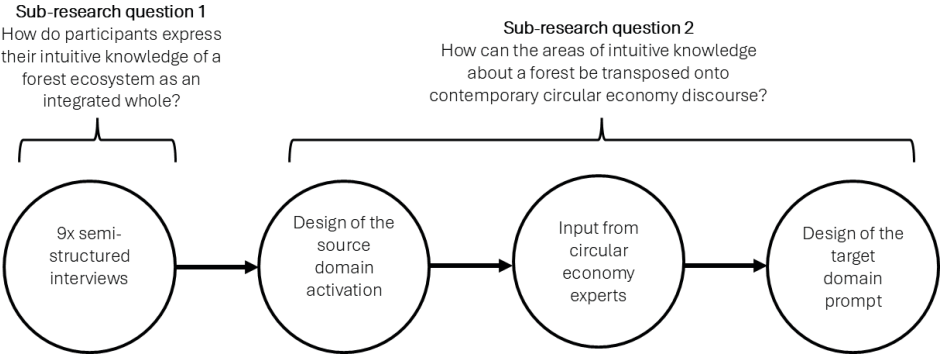 Sub-research question 1
How do participants express
their intuitive knowledge of a
forest ecosystem as an
integrated whole?
Sub-research question 2
How can the areas of intuitive knowledge
about a forest be transposed onto
contemporary circular economy discourse?
9x semi-
structured
interviews
Design of the
source
domain
activation
Input from
circular
economy
experts
Design of the
target
domain
prompt